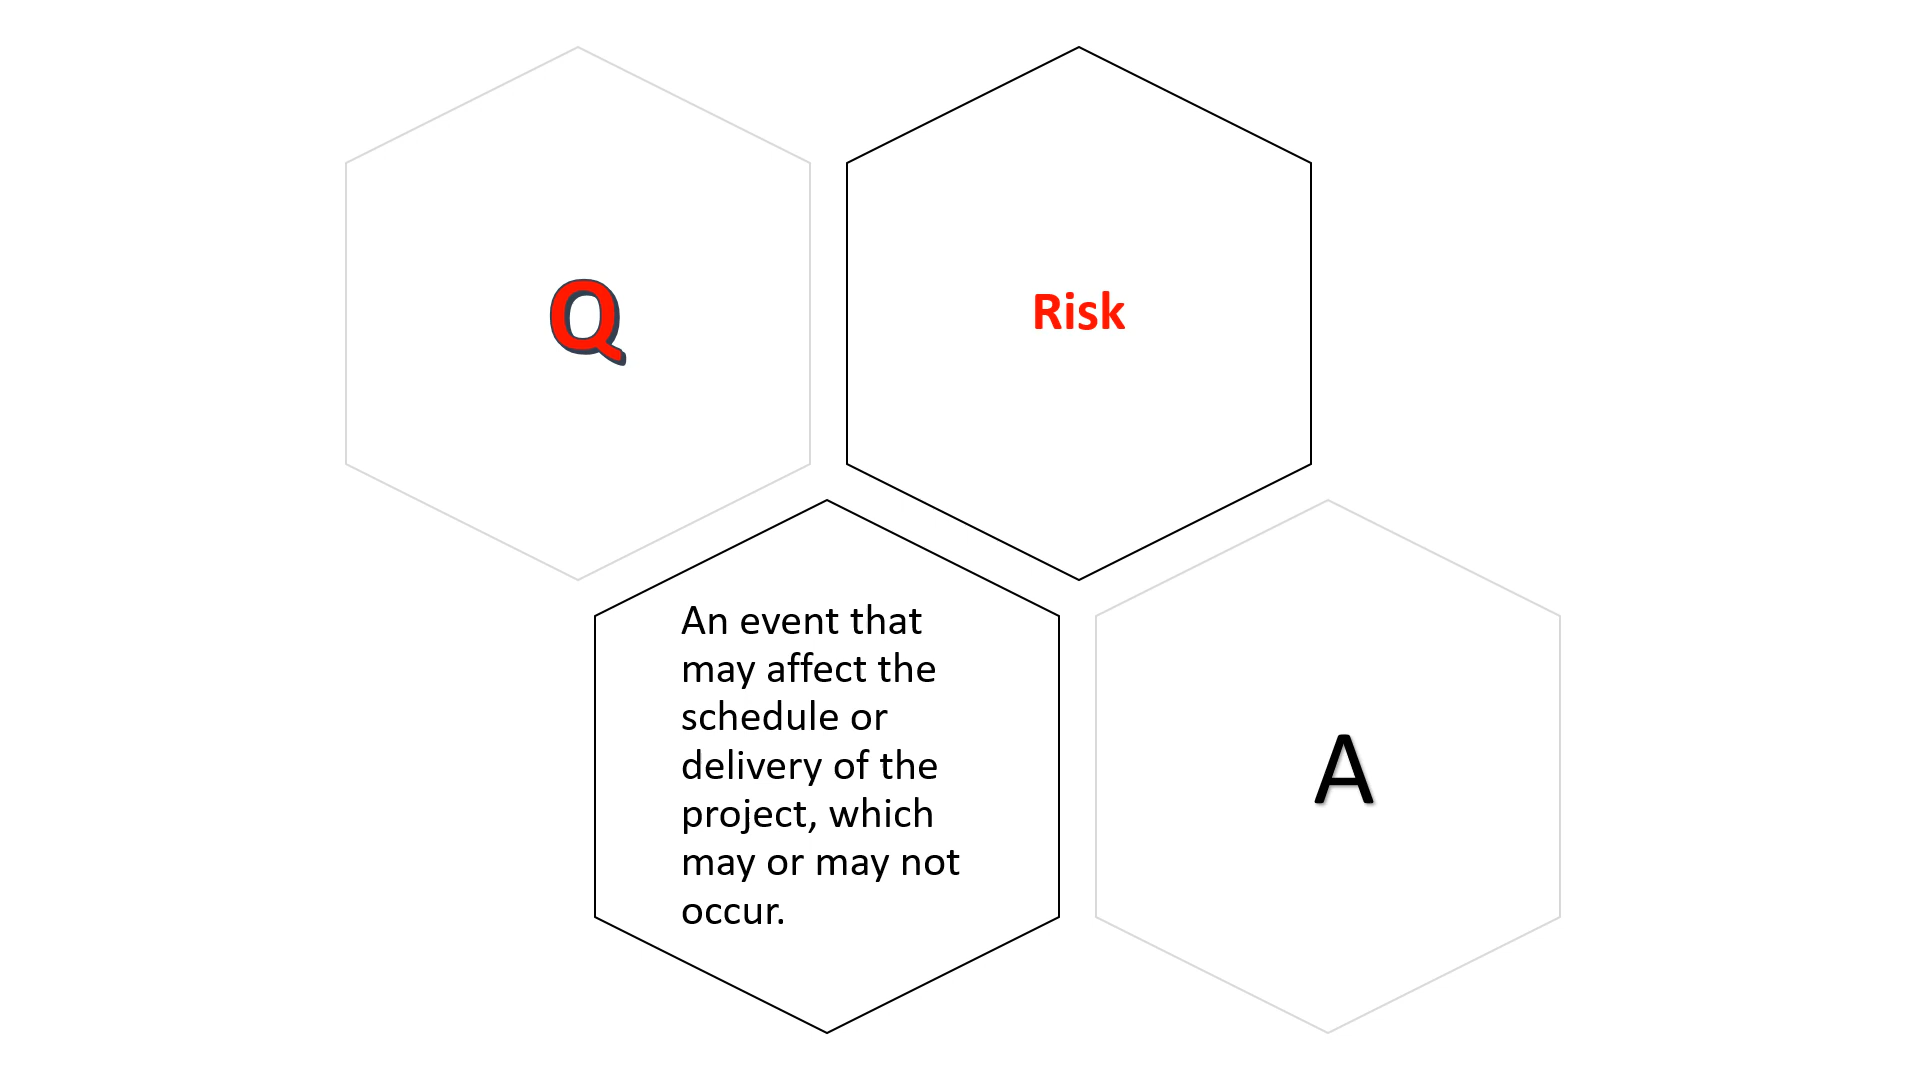 Q
Risk
An event that
may affect the
schedule or
delivery of the
project, which
may or may not
occur.
A